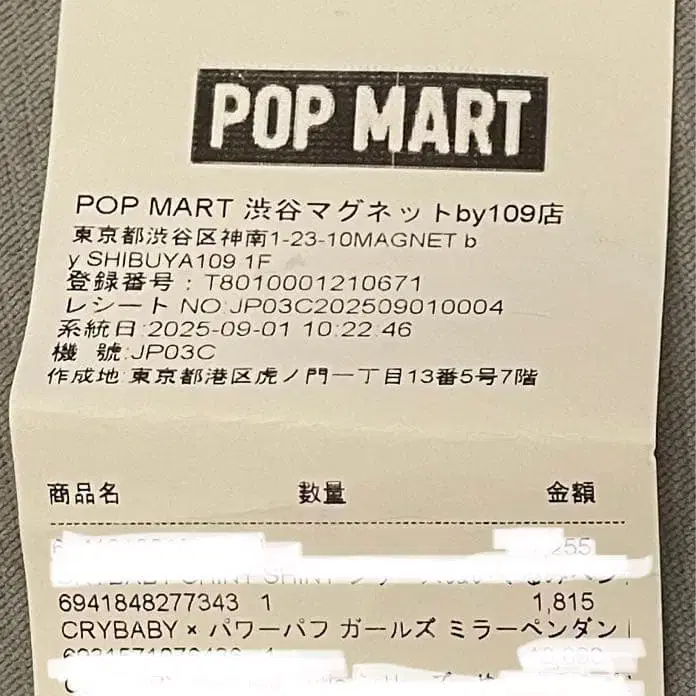 POP MART
POP MART 渋谷マグネットby109店
東京都渋谷区神南1-23-10MAGNET b
y SHIBUYA109 1F
登録番号 : T8010001210671
レシート NO:JP03C202509010004
系統日:2025-09-01 10:22:46
機 號:JP03C
作成地:東京都港区虎ノ門一丁目13番5号7階
商品名 数量 金額
6941848277343 1 1,815
CRYBABY × パワーパフ ガールズ ミラーペンダン